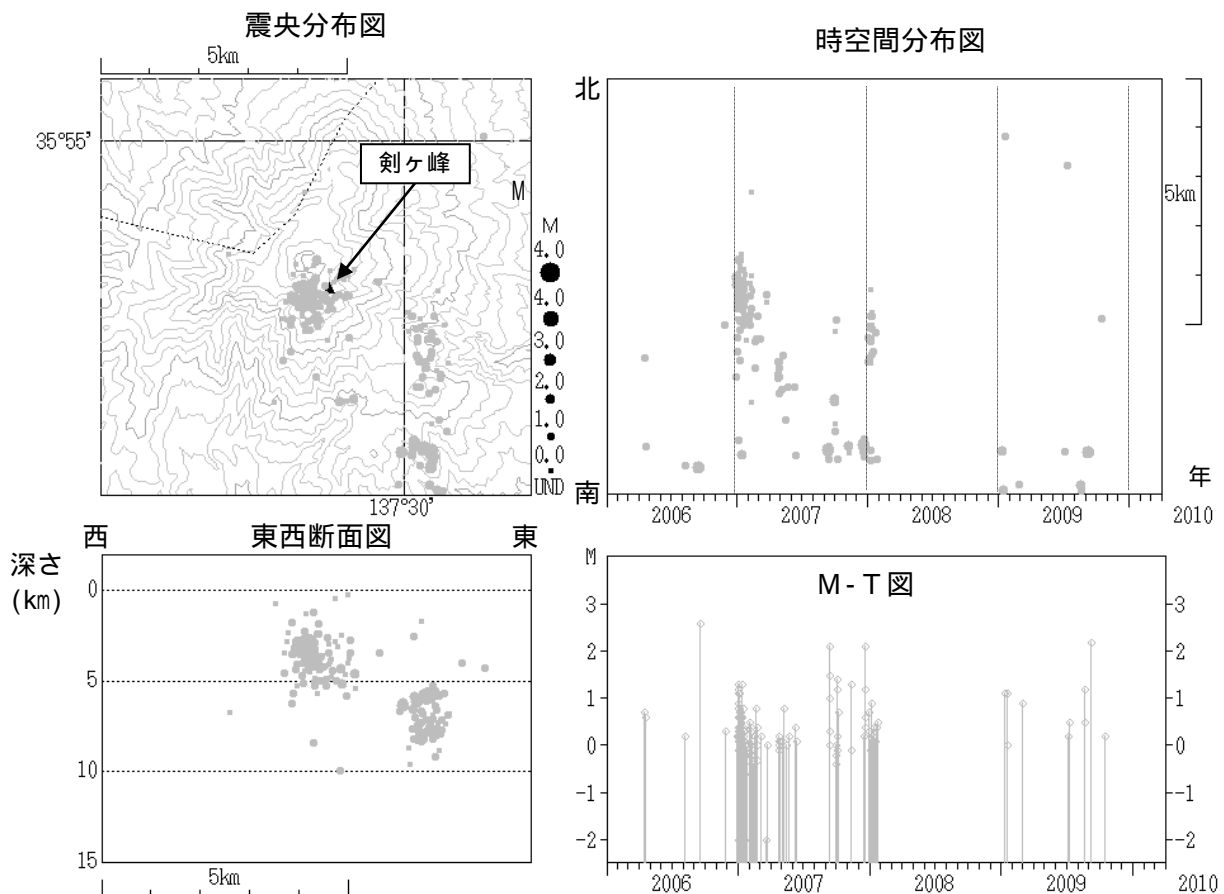 震央分布図
5km
35°55'
剣ヶ峰
M
M
4.0
4.0
3.0
2.0
1.0
0.0
UND
137°30'
時空間分布図
北
南
5km
年
2006
2007
2008
2009
2010
西
東西断面図
東
深さ
(km)
0
5
10
15
5km
M
M-T図
3
2
1
0
-1
-2
3
2
1
0
-1
-2
2006
2007
2008
2009
2010